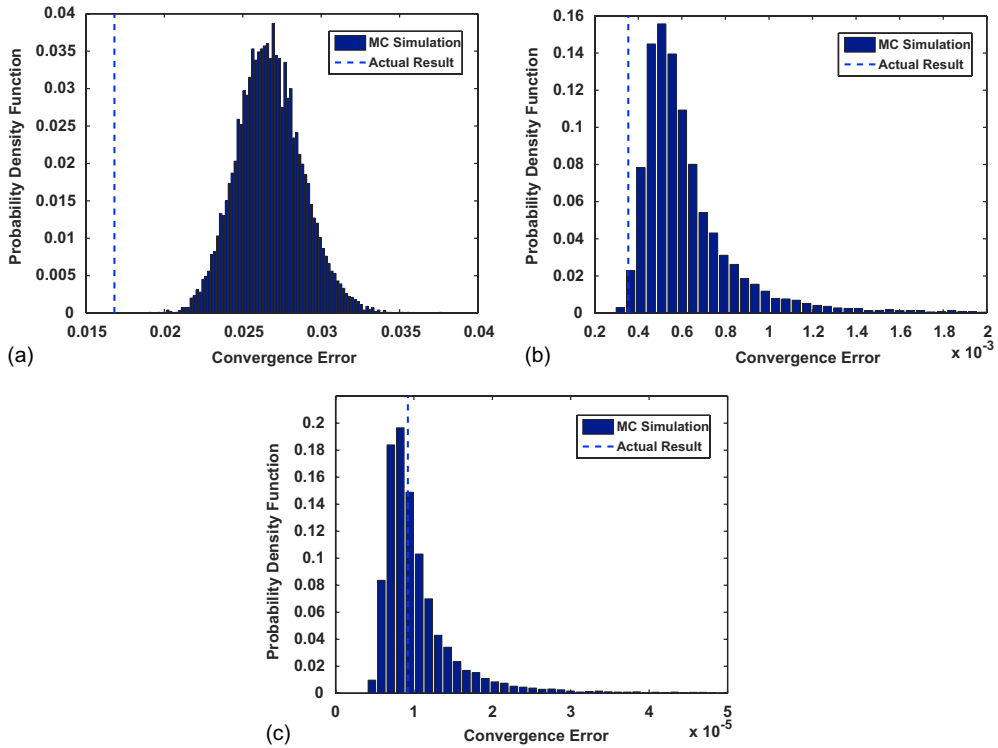 0.04
0.035
0.03
0.025
0.02
0.015
0.01
0.005
0
Probability Density Function
MC Simulation
Actual Result
0.015 0.02 0.025 0.03 0.035 0.04
Convergence Error
(a)
0.16
0.14
0.12
0.1
0.08
0.06
0.04
0.02
0
Probability Density Function
MC Simulation
Actual Result
0.2 0.4 0.6 0.8 1 1.2 1.4 1.6 1.8 2
x 10⁻³
Convergence Error
(b)
0.2
0.18
0.16
0.14
0.12
0.1
0.08
0.06
0.04
0.02
0
Probability Density Function
MC Simulation
Actual Result
0 1 2 3 4 5
x 10⁻⁵
Convergence Error
(c)